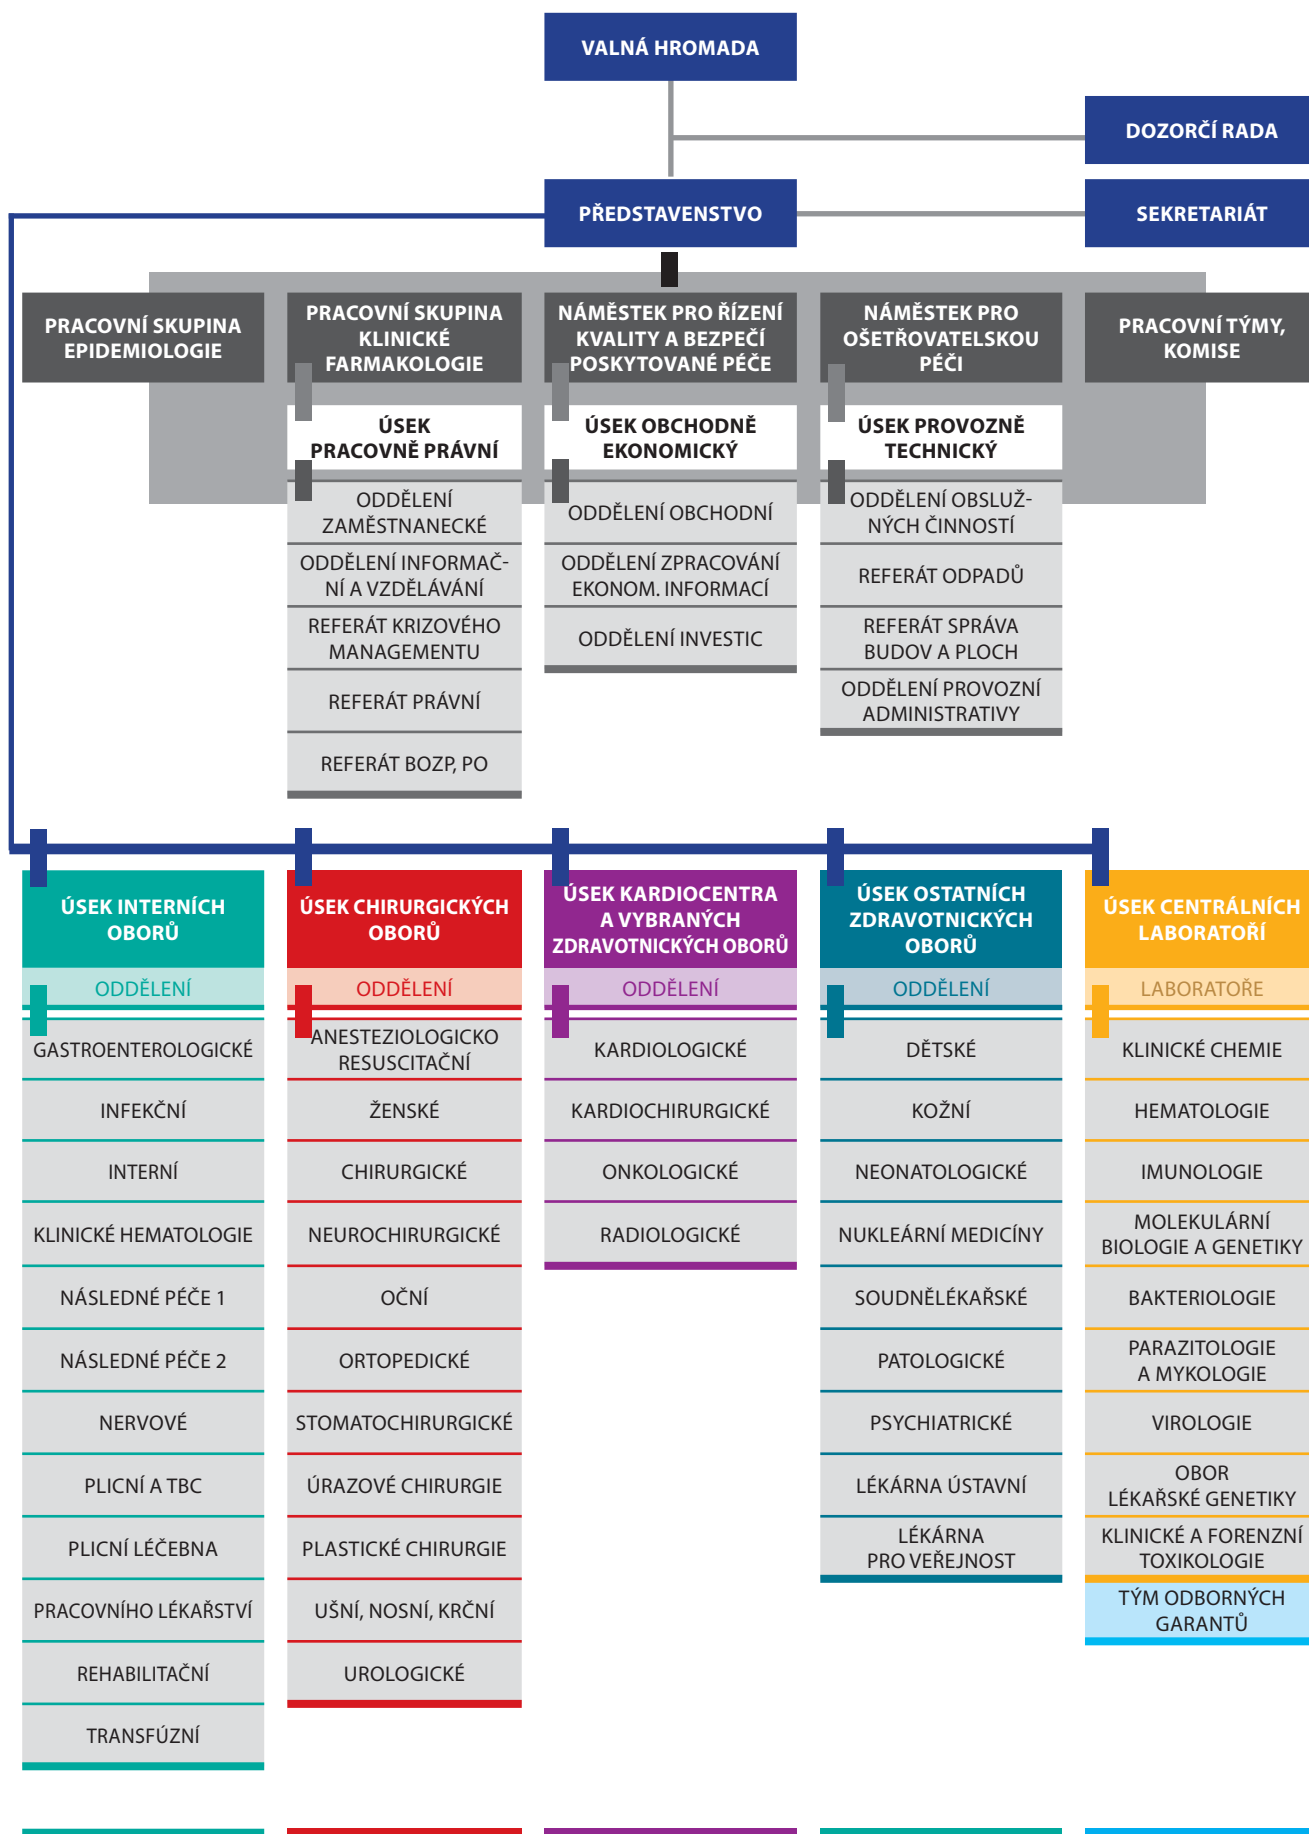 VALNÁ HROMADA
DOZORČÍ RADA
PŘEDSTAVENSTVO
SEKRETARIÁT
PRACOVNÍ SKUPINA
EPIDEMIOLOGIE
PRACOVNÍ SKUPINA
KLINICKÉ
FARMAKOLOGIE
NÁMĚSTEK PRO ŘÍZENÍ
KVALITY A BEZPEČÍ
POSKYTOVANÉ PÉČE
NÁMĚSTEK PRO
OŠETŘOVATELSKOU
PÉČI
PRACOVNÍ TÝMY,
KOMISE
ÚSEK
PRACOVNĚ PRÁVNÍ
ODDĚLENÍ
ZAMĚSTNANECKÉ
ODDĚLENÍ INFORMAČ-
NÍ A VZDĚLÁVÁNÍ
REFERÁT KRIZOVÉHO
MANAGEMENTU
REFERÁT PRÁVNÍ
REFERÁT BOZP, PO
ÚSEK OBCHODNĚ
EKONOMICKÝ
ODDĚLENÍ OBCHODNÍ
ODDĚLENÍ ZPRACOVÁNÍ
EKONOM. INFORMACÍ
ODDĚLENÍ INVESTIC
ÚSEK PROVOZNĚ
TECHNICKÝ
ODDĚLENÍ OBSLUŽ-
NÝCH ČINNOSTÍ
REFERÁT ODPADŮ
REFERÁT SPRÁVA
BUDOV A PLOCH
ODDĚLENÍ PROVOZNÍ
ADMINISTRATIVY
ÚSEK INTERNÍCH
OBORŮ
ODDĚLENÍ
GASTROENTEROLOGICKÉ
INFEKČNÍ
INTERNÍ
KLINICKÉ HEMATOLOGIE
NÁSLEDNÉ PÉČE 1
NÁSLEDNÉ PÉČE 2
NERVOVÉ
PLICNÍ A TBC
PLICNÍ LÉČEBNA
PRACOVNÍHO LÉKAŘSTVÍ
REHABILITAČNÍ
TRANSFÚZNÍ
ÚSEK CHIRURGICKÝCH
OBORŮ
ODDĚLENÍ
ANESTEZIOLOGICKO
RESUSCITAČNÍ
ŽENSKÉ
CHIRURGICKÉ
NEUROCHIRURGICKÉ
OČNÍ
ORTOPEDICKÉ
STOMATOCHIRURGICKÉ
ÚRAZOVÉ CHIRURGIE
PLASTICKÉ CHIRURGIE
UŠNÍ, NOSNÍ, KRČNÍ
UROLOGICKÉ
ÚSEK KARDIOCENTRA
A VYBRANÝCH
ZDRAVOTNICKÝCH OBORŮ
ODDĚLENÍ
KARDIOLOGICKÉ
KARDIOCHIRURGICKÉ
ONKOLOGICKÉ
RADIOLOGICKÉ
ÚSEK OSTATNÍCH
ZDRAVOTNICKÝCH
OBORŮ
ODDĚLENÍ
DĚTSKÉ
KOŽNÍ
NEONATOLOGICKÉ
NUKLEÁRNÍ MEDICÍNY
SOUDNĚLÉKAŘSKÉ
PATOLOGICKÉ
PSYCHIATRICKÉ
LÉKÁRNA ÚSTAVNÍ
LÉKÁRNA
PRO VEŘEJNOST
ÚSEK CENTRÁLNÍCH
LABORATOŘÍ
LABORATOŘE
KLINICKÉ CHEMIE
HEMATOLOGIE
IMUNOLOGIE
MOLEKULÁRNÍ
BIOLOGIE A GENETIKY
BAKTERIOLOGIE
PARAZITOLOGIE
A MYKOLOGIE
VIROLOGIE
OBOR
LÉKAŘSKÉ GENETIKY
KLINICKÉ A FORENZNÍ
TOXIKOLOGIE
TÝM ODBORNÝCH
GARANTŮ